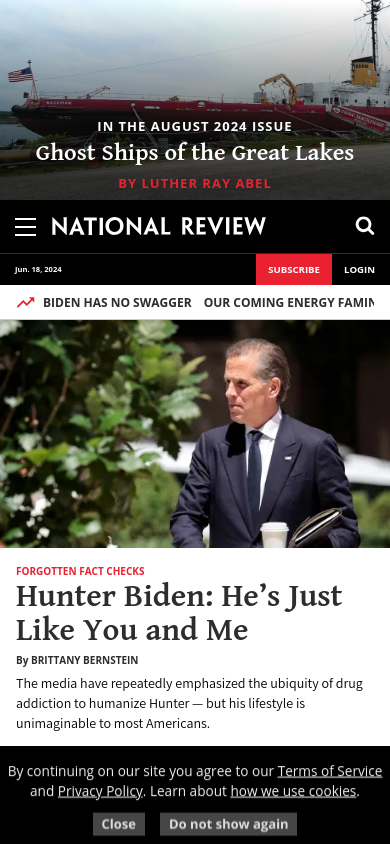 IN THE AUGUST 2024 ISSUE
Ghost Ships of the Great Lakes
BY LUTHER RAY ABEL
NATIONAL REVIEW
Jun. 18, 2024
SUBSCRIBE
LOGIN
BIDEN HAS NO SWAGGER OUR COMING ENERGY FAMIN
FORGOTTEN FACT CHECKS
Hunter Biden: He’s Just
Like You and Me
By BRITTANY BERNSTEIN
The media have repeatedly emphasized the ubiquity of drug
addiction to humanize Hunter — but his lifestyle is
unimaginable to most Americans.
By continuing on our site you agree to our Terms of Service
and Privacy Policy. Learn about how we use cookies.
Close
Do not show again